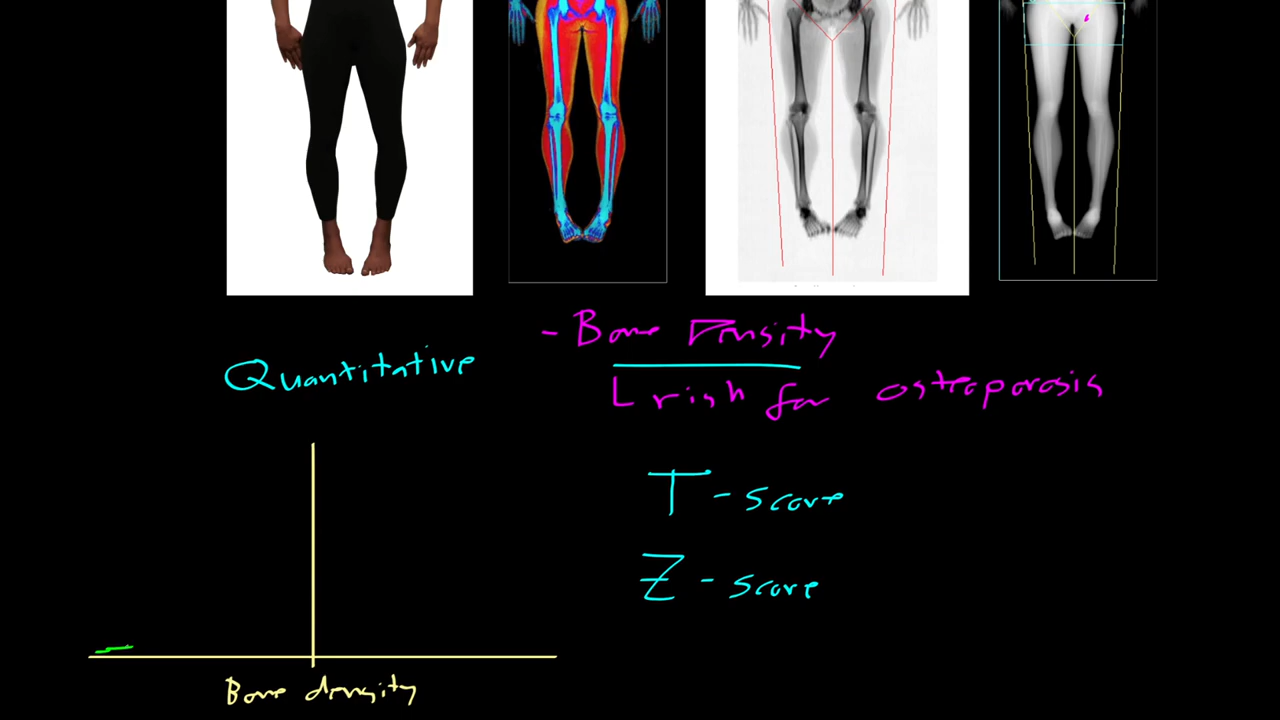 - Bone Density
Quantitative
risk for osteoporosis
T - score
Z - score
Bone density